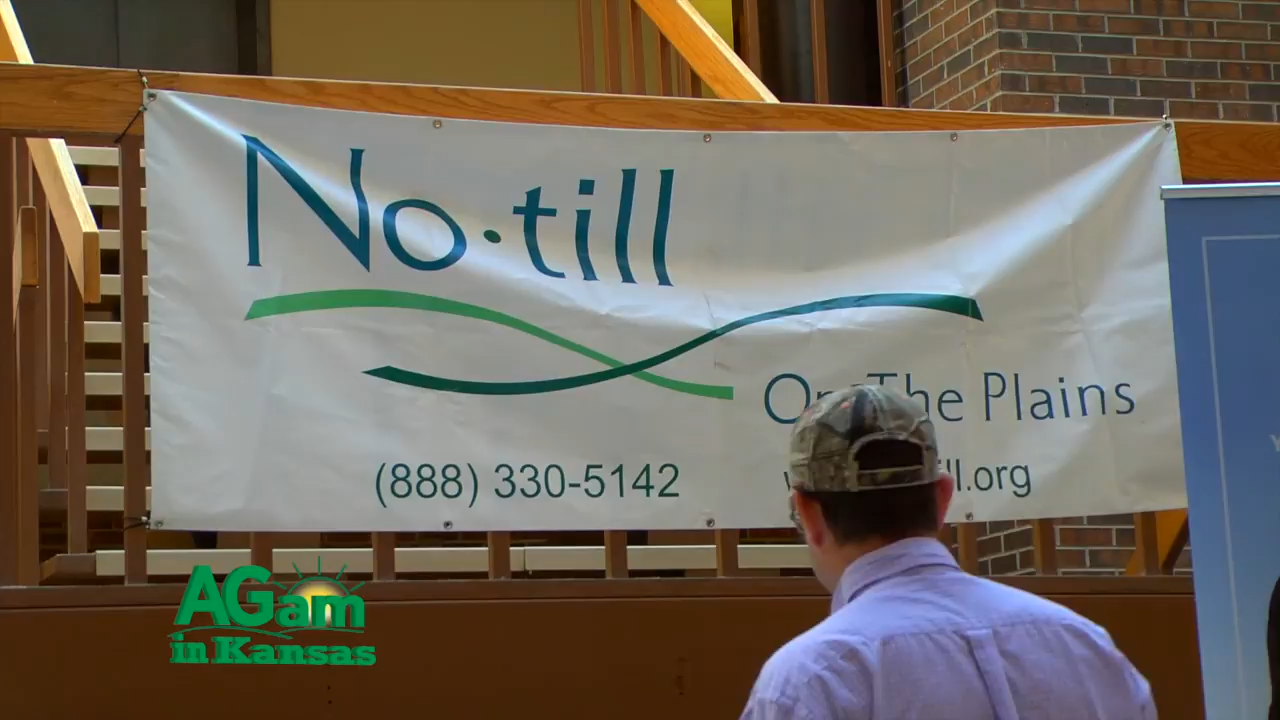 No·till
On The Plains
(888) 330-5142
AGam
in Kansas